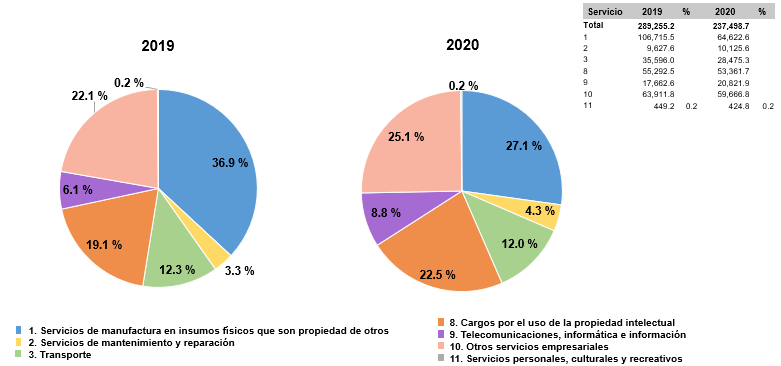 Servicio 2019 % 2020 %
Total 289,255.2 237,498.7
1 106,715.5 64,622.6
2 9,627.6 10,125.6
3 35,596.0 28,475.3
8 55,292.5 53,361.7
9 17,662.6 20,821.9
10 63,911.8 59,666.8
11 449.2 0.2 424.8 0.2
2019
0.2 %
22.1 %
36.9 %
6.1 %
19.1 %
12.3 %
3.3 %
2020
0.2 %
25.1 %
27.1 %
8.8 %
4.3 %
22.5 %
12.0 %
1. Servicios de manufactura en insumos físicos que son propiedad de otros
2. Servicios de mantenimiento y reparación
3. Transporte
8. Cargos por el uso de la propiedad intelectual
9. Telecomunicaciones, informática e información
10. Otros servicios empresariales
11. Servicios personales, culturales y recreativos